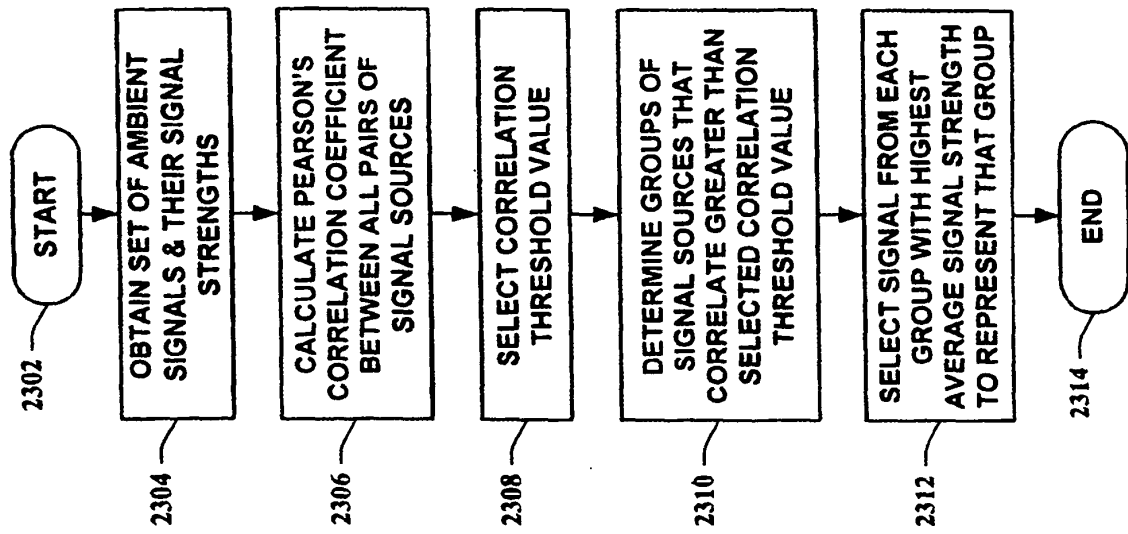 START
2302
OBTAIN SET OF AMBIENT
SIGNALS & THEIR SIGNAL
STRENGTHS
2304
CALCULATE PEARSON'S
CORRELATION COEFFICIENT
BETWEEN ALL PAIRS OF
SIGNAL SOURCES
2306
SELECT CORRELATION
THRESHOLD VALUE
2308
DETERMINE GROUPS OF
SIGNAL SOURCES THAT
CORRELATE GREATER THAN
SELECTED CORRELATION
THRESHOLD VALUE
2310
SELECT SIGNAL FROM EACH
GROUP WITH HIGHEST
AVERAGE SIGNAL STRENGTH
TO REPRESENT THAT GROUP
2312
END
2314